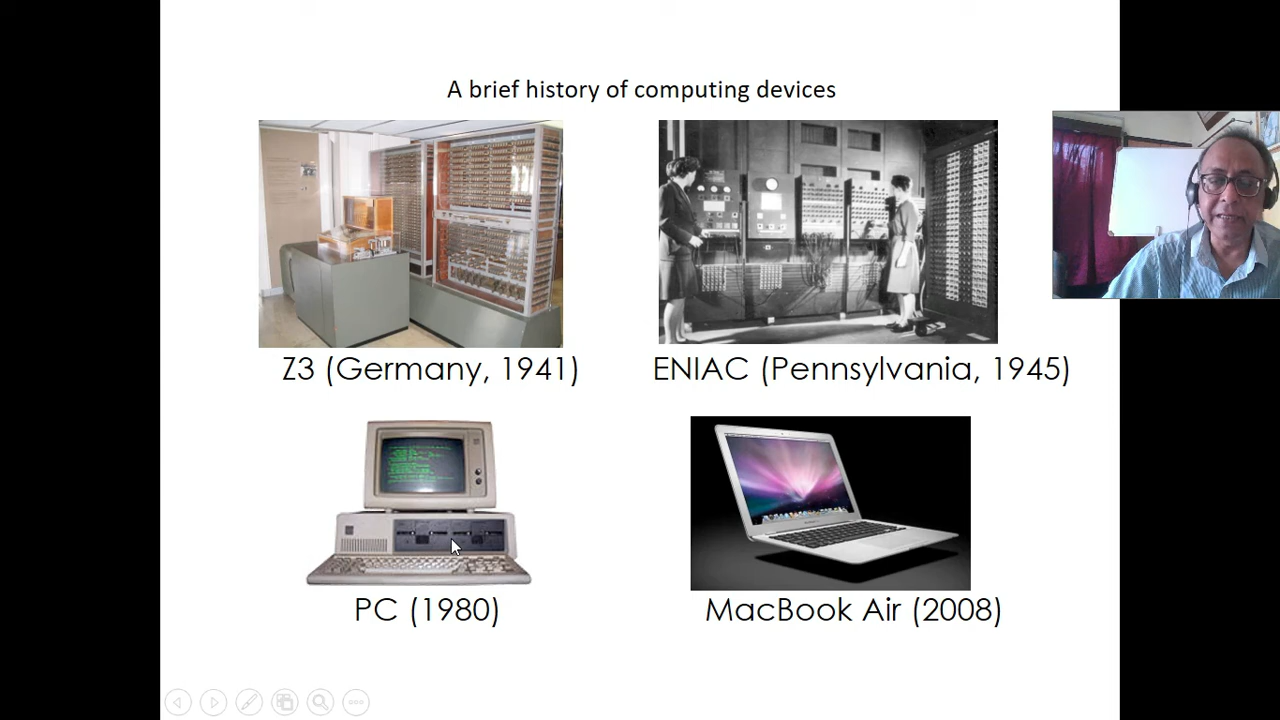 A brief history of computing devices
Z3 (Germany, 1941)
ENIAC (Pennsylvania, 1945)
PC (1980)
MacBook Air (2008)